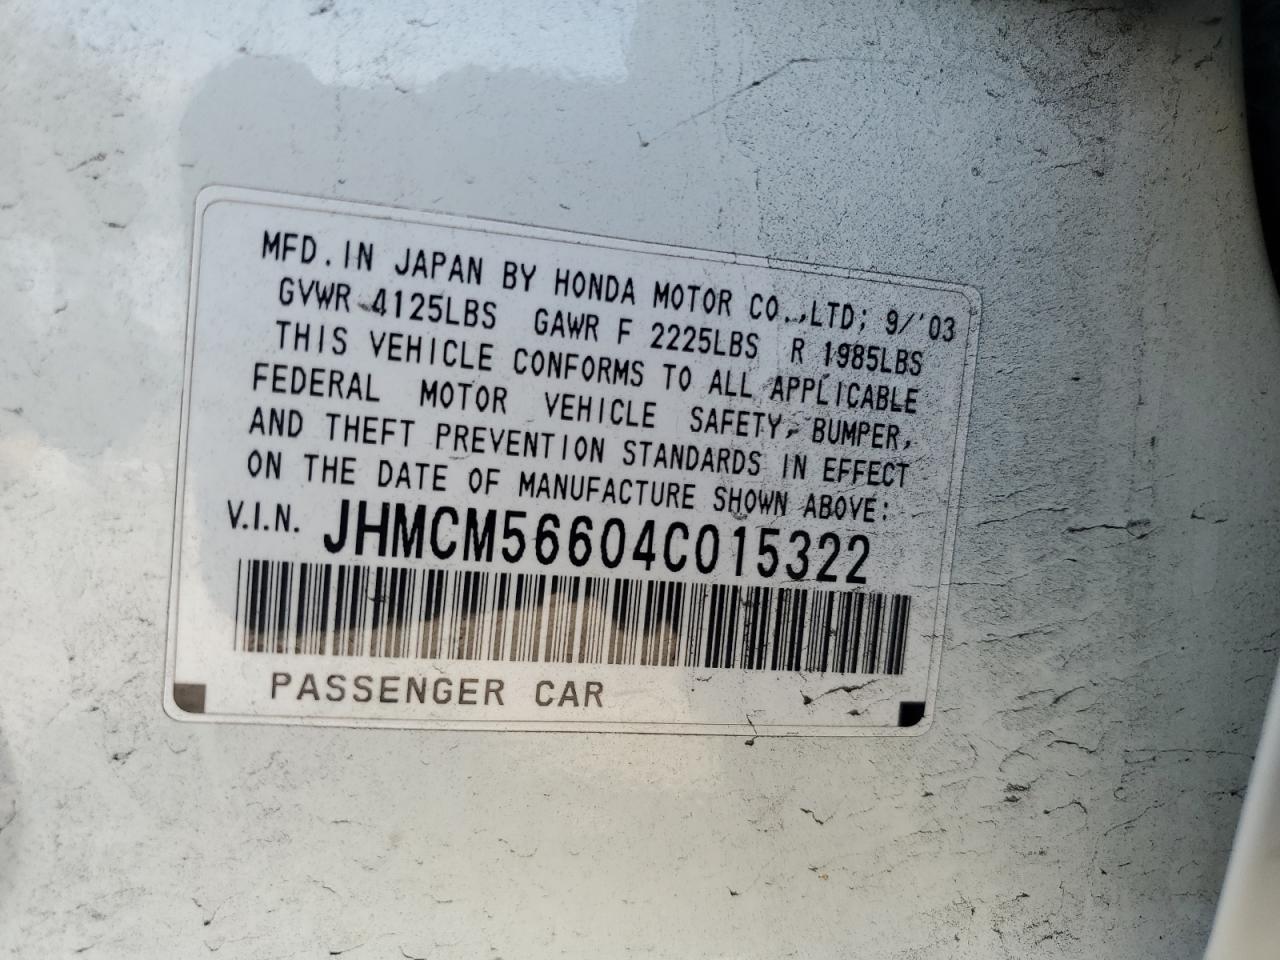 MFD. IN JAPAN BY HONDA MOTOR CO.,LTD; 9/'03
GVWR 4125LBS GAWR F 2225LBS R 1985LBS
THIS VEHICLE CONFORMS TO ALL APPLICABLE
FEDERAL MOTOR VEHICLE SAFETY, BUMPER,
AND THEFT PREVENTION STANDARDS IN EFFECT
ON THE DATE OF MANUFACTURE SHOWN ABOVE:
V.I.N. JHMCM56604C015322
PASSENGER CAR